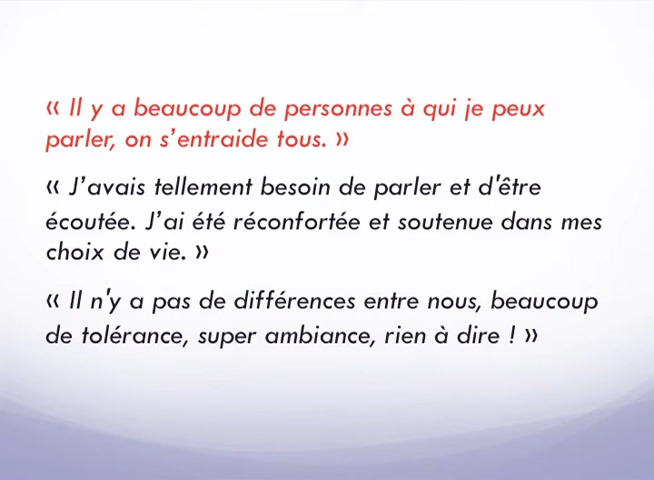 « Il y a beaucoup de personnes à qui je peux
parler, on s’entraide tous. »
« J’avais tellement besoin de parler et d'être
écoutée. J’ai été réconfortée et soutenue dans mes
choix de vie. »
« Il n'y a pas de différences entre nous, beaucoup
de tolérance, super ambiance, rien à dire ! »